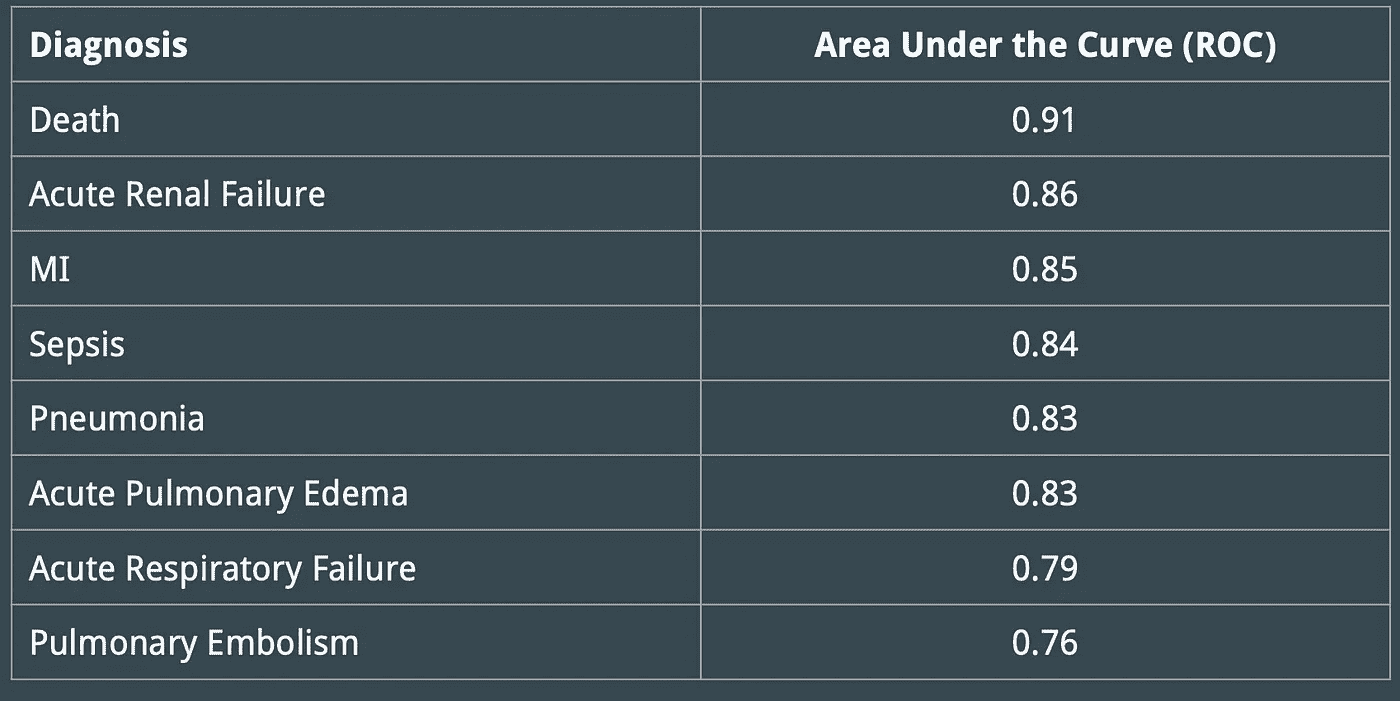 Diagnosis Area Under the Curve (ROC)
Death 0.91
Acute Renal Failure 0.86
MI 0.85
Sepsis 0.84
Pneumonia 0.83
Acute Pulmonary Edema 0.83
Acute Respiratory Failure 0.79
Pulmonary Embolism 0.76